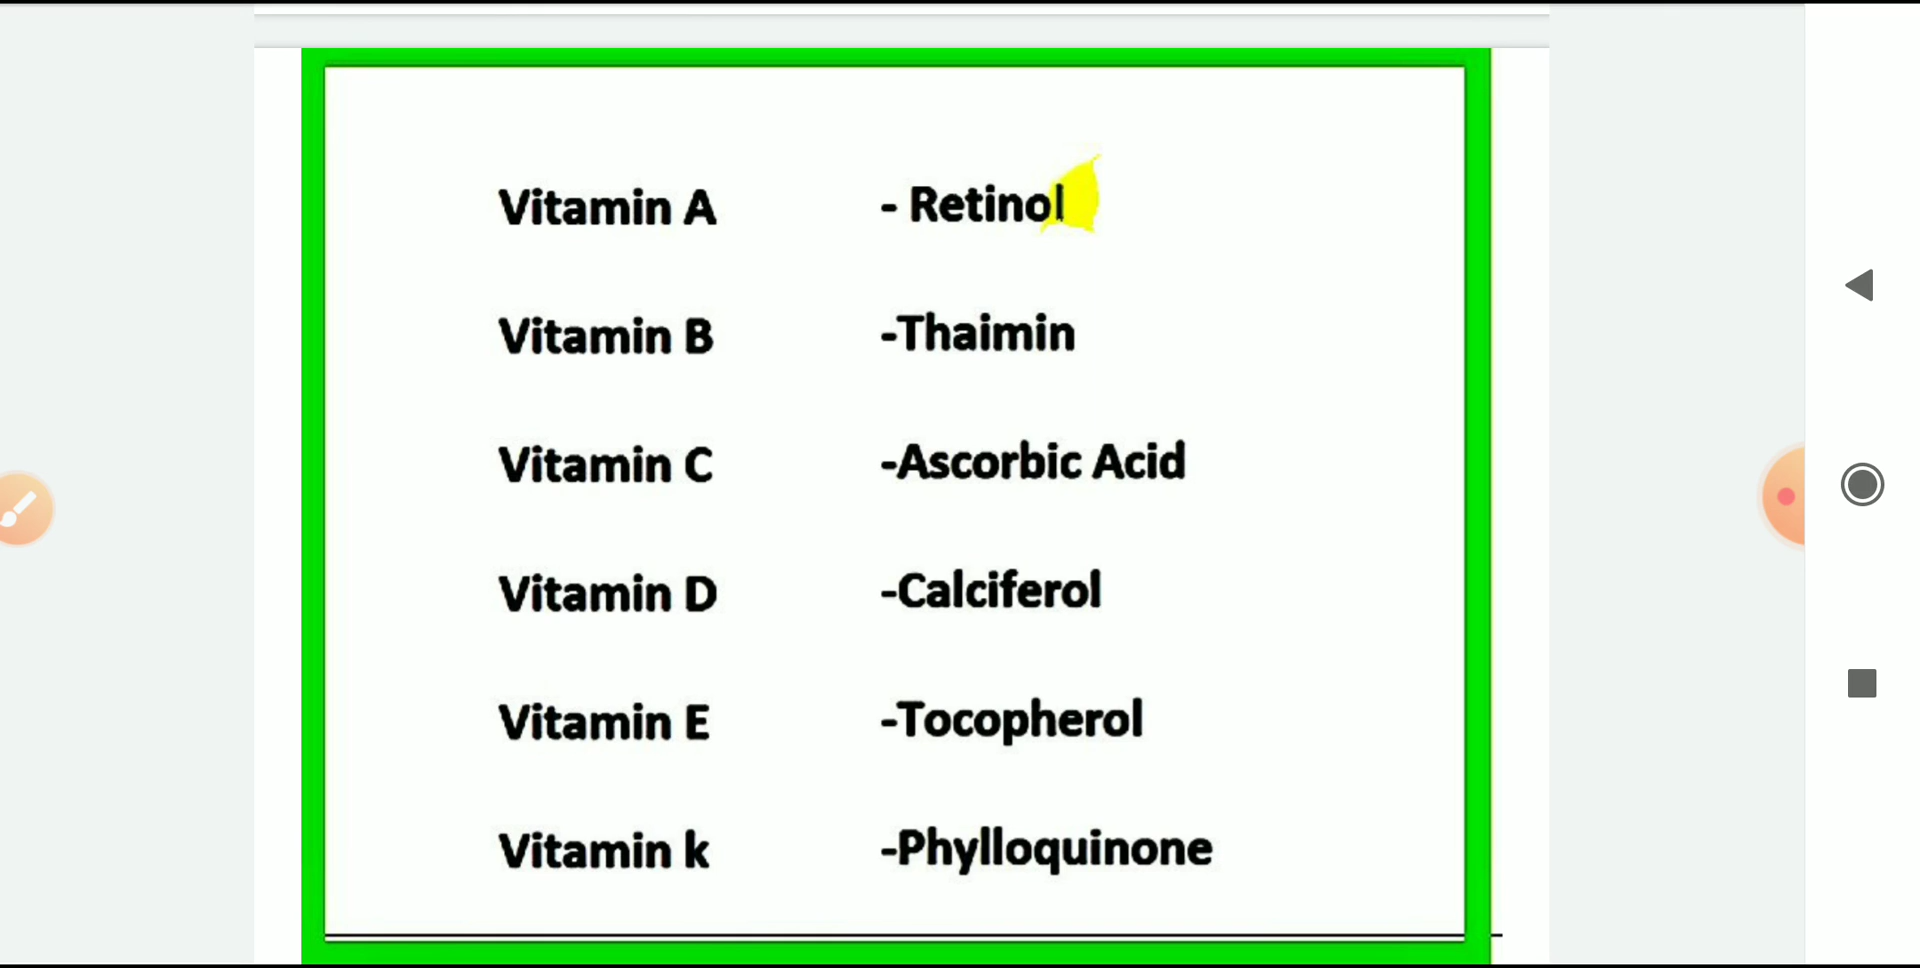 Vitamin A - Retinol
Vitamin B -Thaimin
Vitamin C -Ascorbic Acid
Vitamin D -Calciferol
Vitamin E -Tocopherol
Vitamin k -Phylloquinone